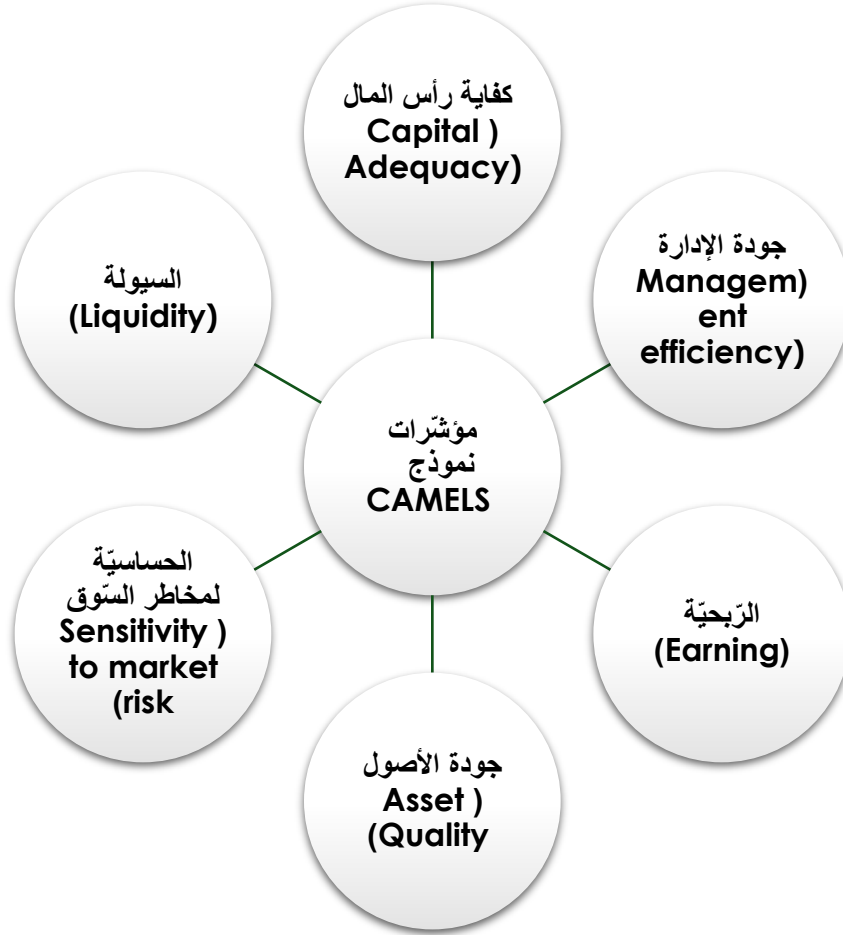 كفاية رأس المال
Capital )
Adequacy)
جودة الإدارة
Managem)
ent
efficiency)
الرّبحيّة
(Earning)
جودة الأصول
Asset )
(Quality
الحساسيّة
لمخاطر السّوق
Sensitivity )
to market
(risk
السيولة
(Liquidity)
مؤشّرات
نموذج
CAMELS